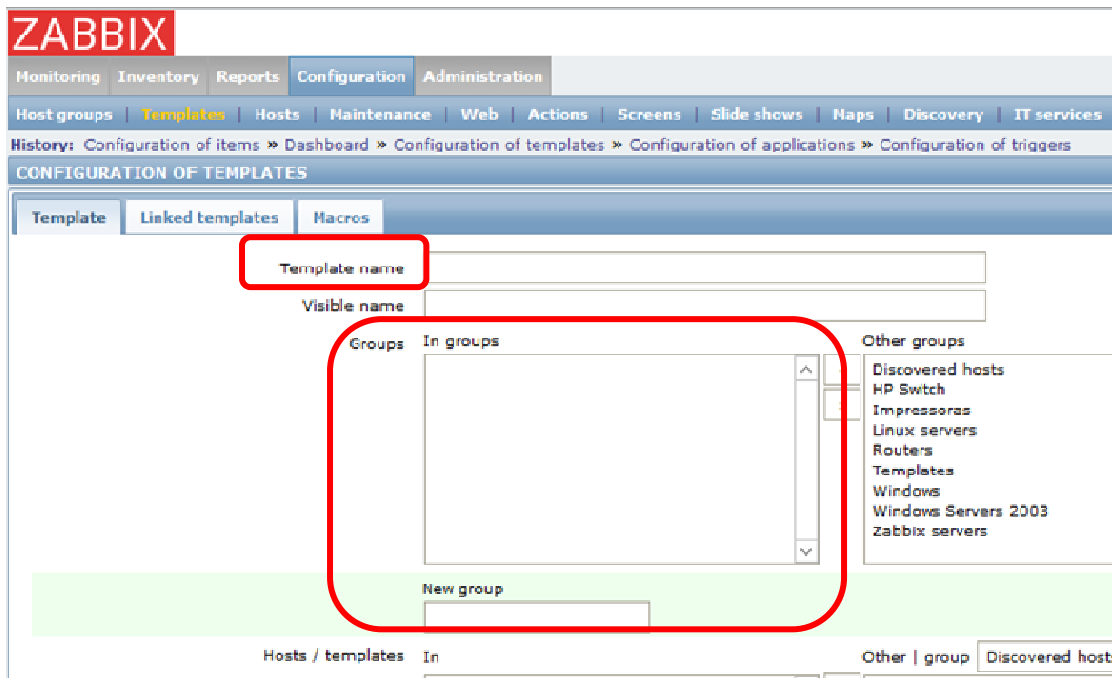 ZABBIX
Monitoring Inventory Reports Configuration Administration
Host groups | Templates | Hosts | Maintenance | Web | Actions | Screens | Slide shows | Maps | Discovery | IT services
History: Configuration of items » Dashboard » Configuration of templates » Configuration of applications » Configuration of triggers
CONFIGURATION OF TEMPLATES
Template Linked templates Macros
Template name
Visible name
Groups In groups Other groups
Discovered hosts
HP Switch
Impressoras
Linux servers
Routers
Templates
Windows
Windows Servers 2003
Zabbix servers
New group
Hosts / templates In Other | group Discovered hosts